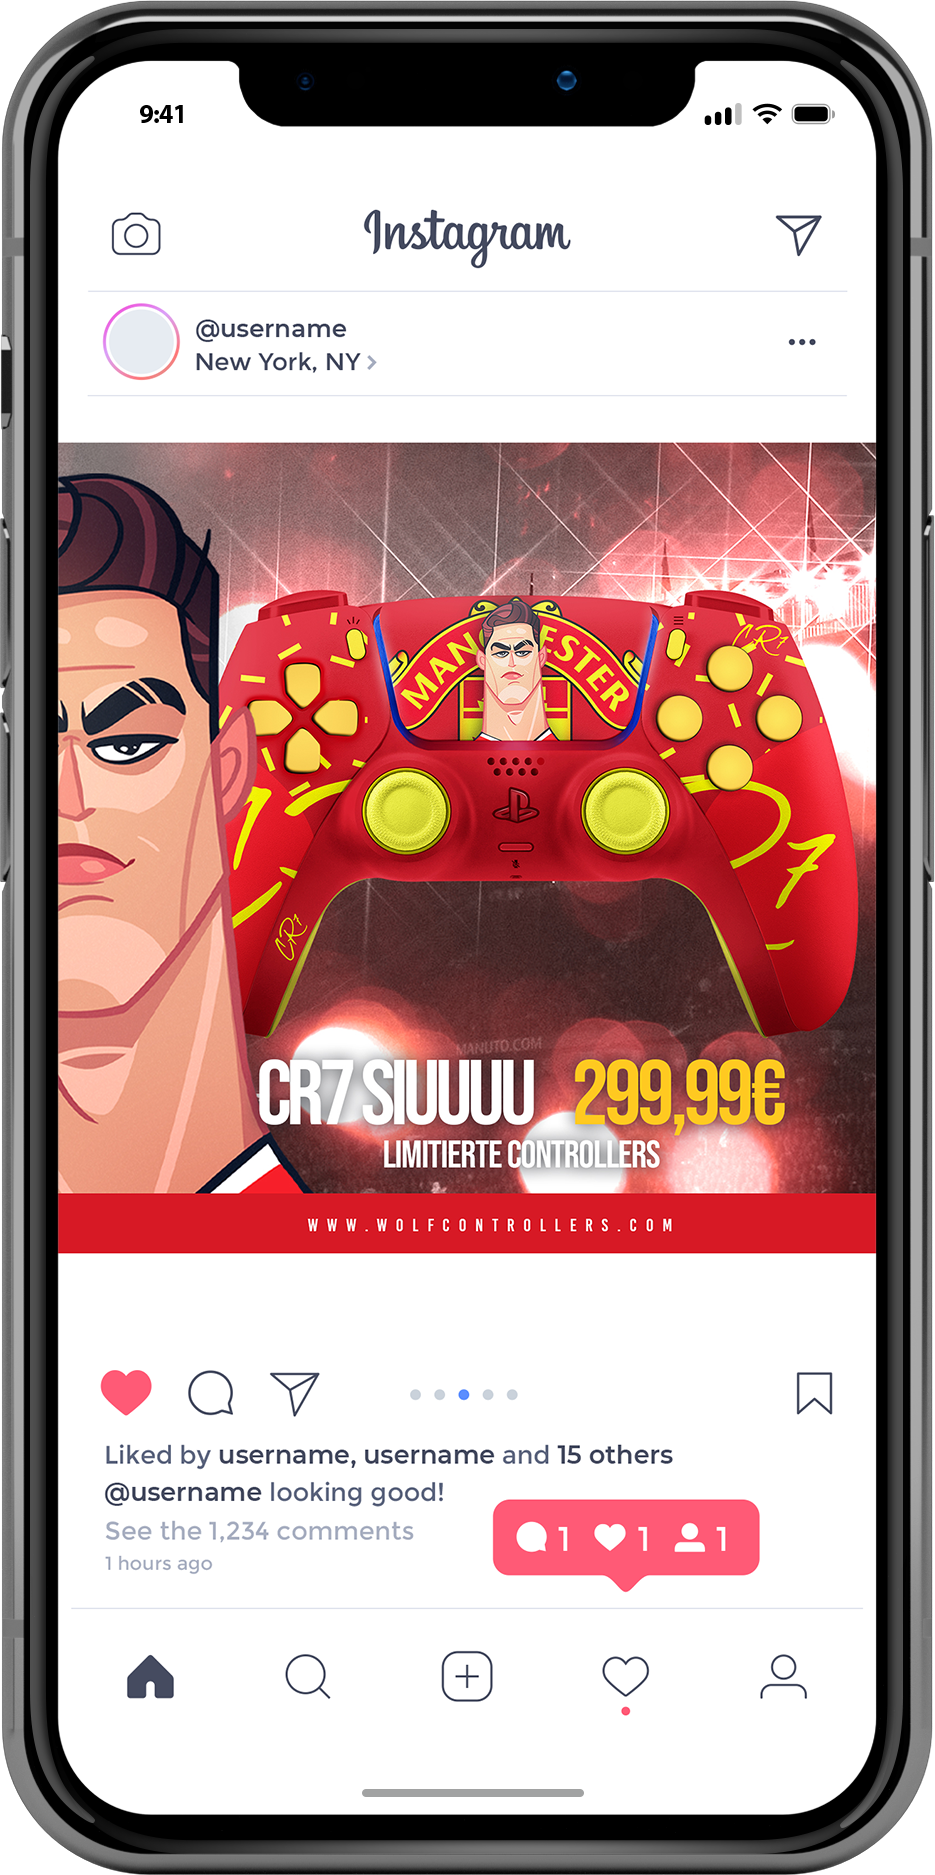 9:41
Instagram
@username
New York, NY
MANCHESTER
CR7
7
CR7
MANUTO.COM
CR7 SIUUUU 299,99€
LIMITIERTE CONTROLLERS
WWW.WOLFCONTROLLERS.COM
Liked by username, username and 15 others
@username looking good!
See the 1,234 comments
1 1 1
1 hours ago